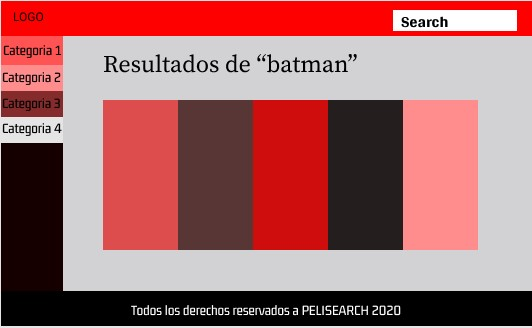 LOGO
Search
Categoria 1
Categoria 2
Categoria 3
Categoria 4
Resultados de “batman”
Todos los derechos reservados a PELISEARCH 2020